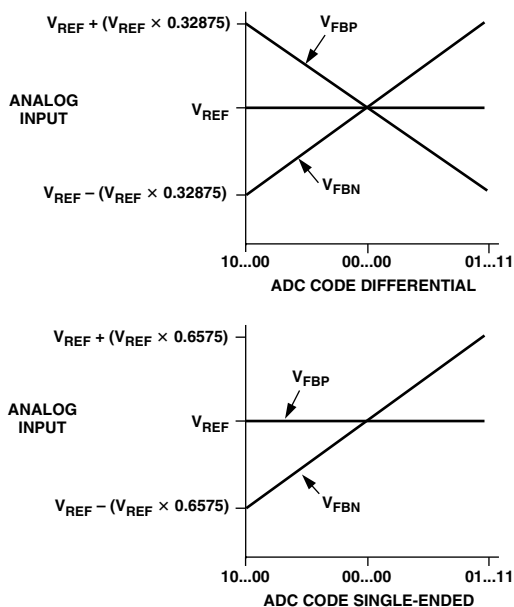 V_REF + (V_REF × 0.32875)
V_FBP
ANALOG
INPUT
V_REF
V_REF – (V_REF × 0.32875)
V_FBN
10...00
00...00
01...11
ADC CODE DIFFERENTIAL
V_REF + (V_REF × 0.6575)
V_FBP
ANALOG
INPUT
V_REF
V_REF – (V_REF × 0.6575)
V_FBN
10...00
00...00
01...11
ADC CODE SINGLE-ENDED